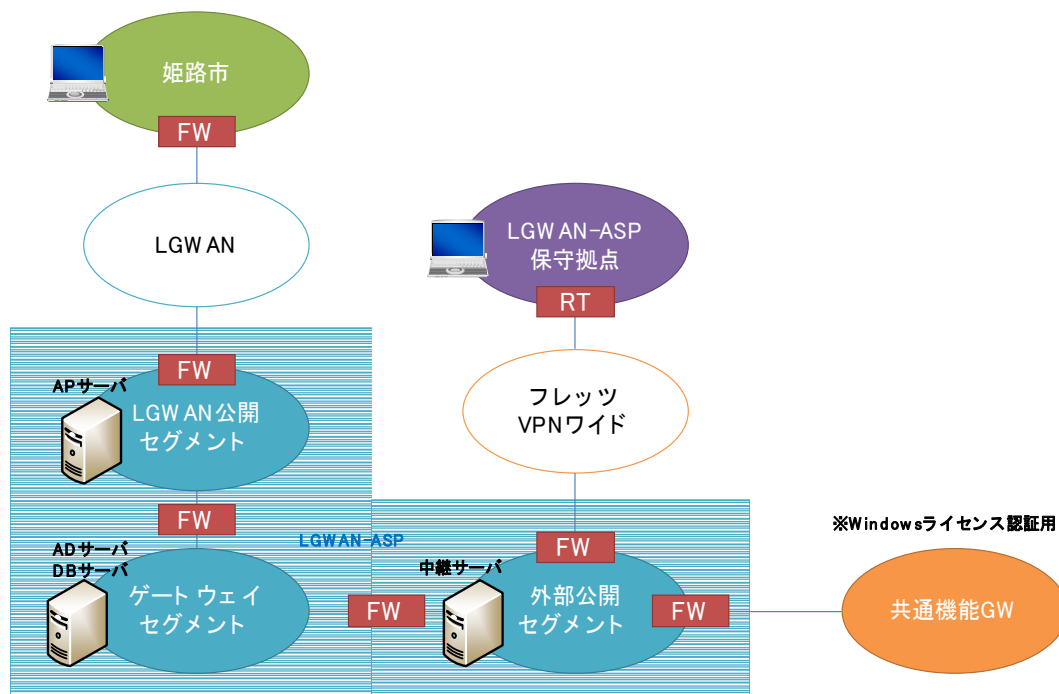 姫路市
FW
LGWAN
LGWAN-ASP
保守拠点
RT
FW
APサーバ
LGWAN公開
セグメント
フレッツ
VPNワイド
FW
ADサーバ
DBサーバ
ゲートウェイ
セグメント
LGWAN-ASP
FW
FW
中継サーバ
外部公開
セグメント
FW
※Windowsライセンス認証用
共通機能GW